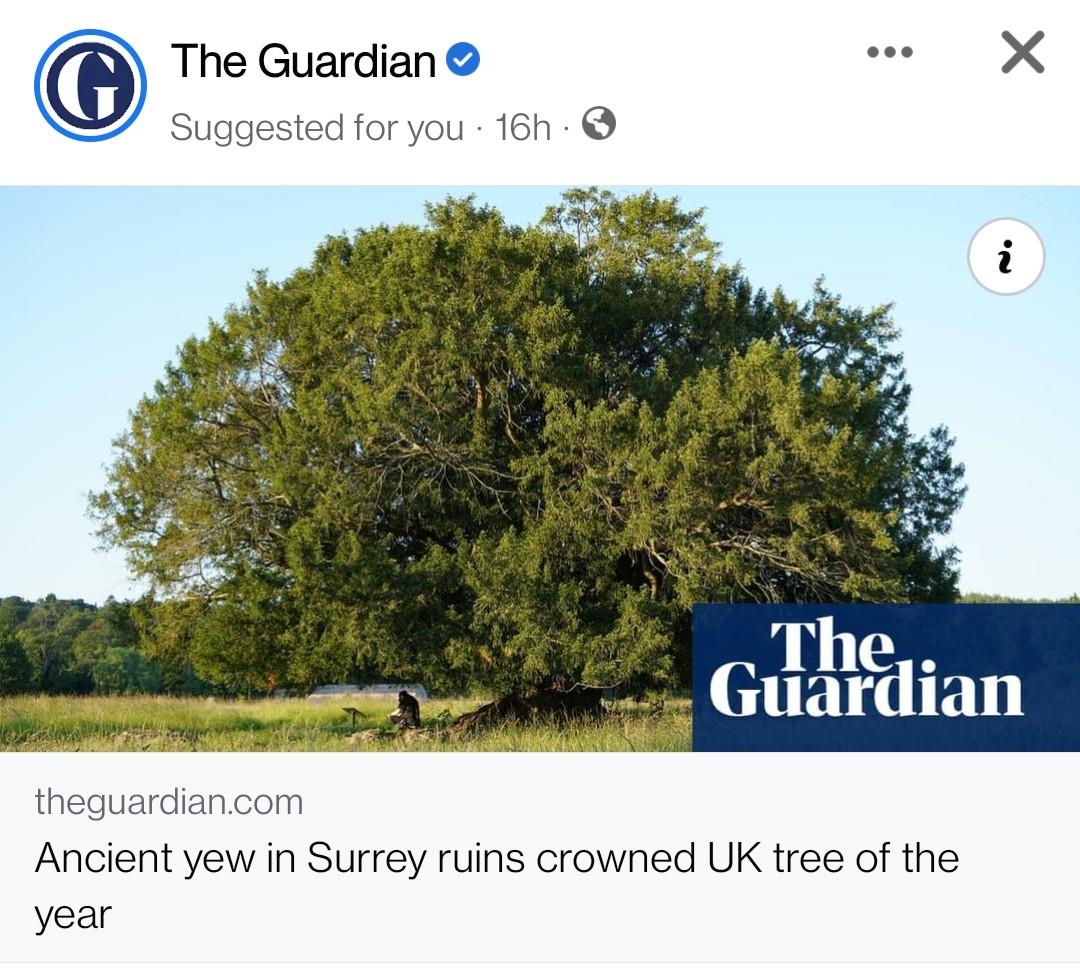 The Guardian
Suggested for you · 16h ·
i
The
Guardian
theguardian.com
Ancient yew in Surrey ruins crowned UK tree of the
year